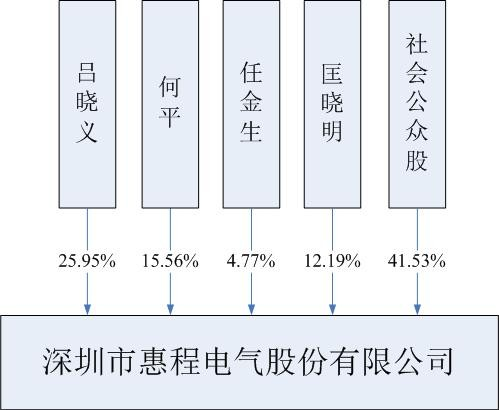 吕晓义
何平
任金生
匡晓明
社会公众股
25.95%
15.56%
4.77%
12.19%
41.53%
深圳市惠程电气股份有限公司